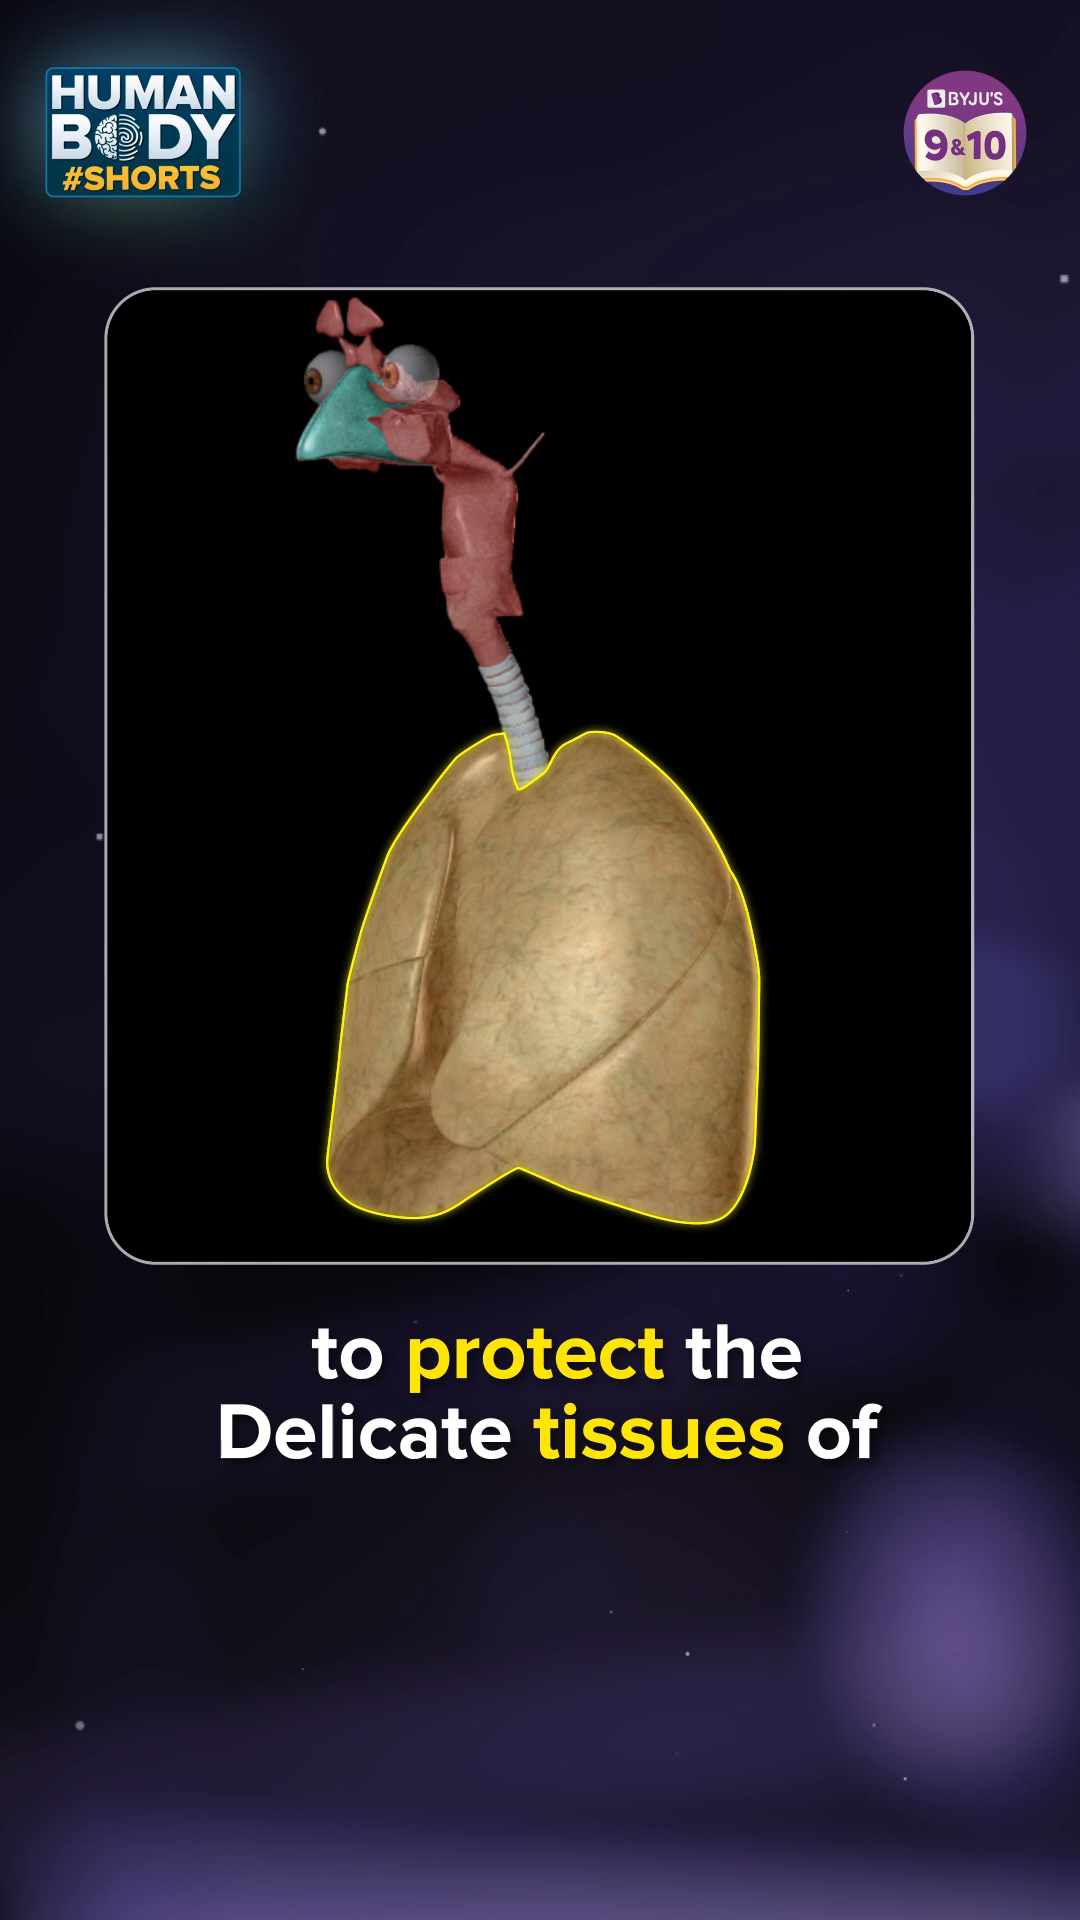 HUMAN
BODY
#SHORTS
BYJU'S
9&10
to protect the
Delicate tissues of